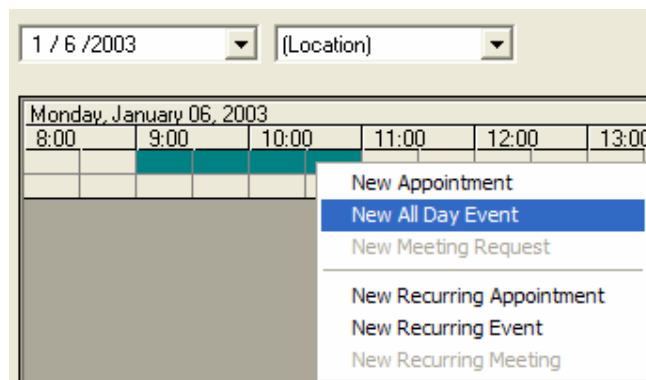 1 / 6 /2003 (Location)
Monday, January 06, 2003
8:00 9:00 10:00 11:00 12:00 13:00
New Appointment
New All Day Event
New Meeting Request
New Recurring Appointment
New Recurring Event
New Recurring Meeting